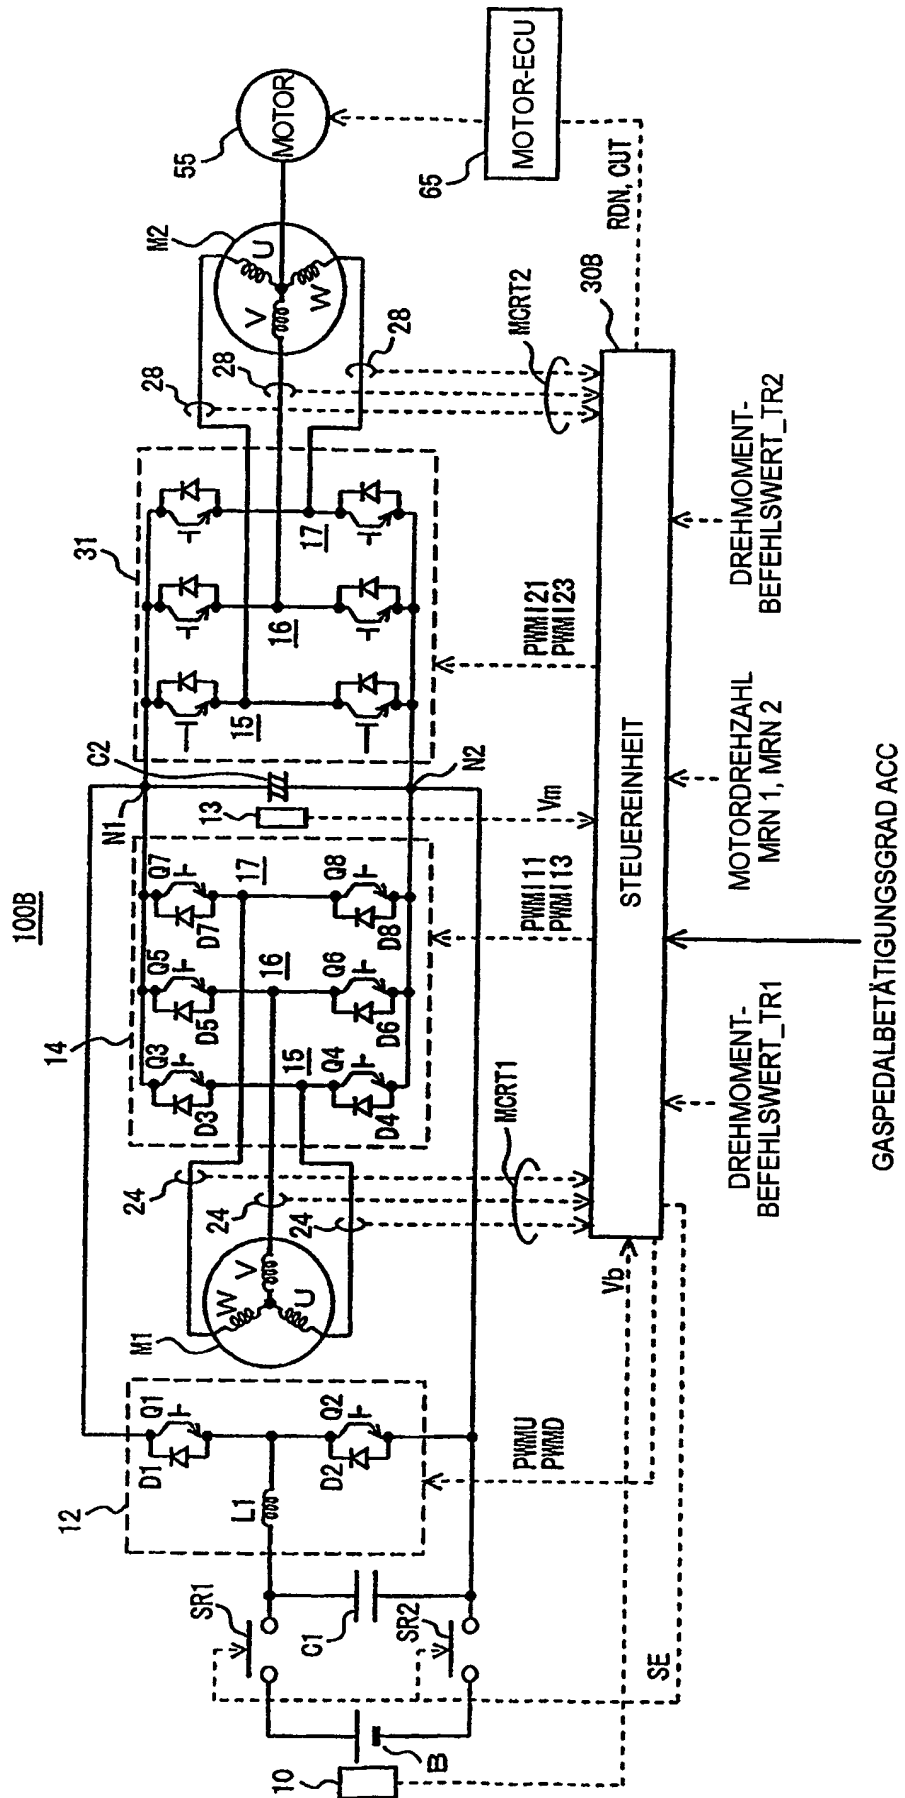 100B
10
B
SR1
SR2
C1
SE
12
L1
D1
Q1
D2
Q2
PWMU
PWMD
M1
U
V
W
24
24
24
MCRT1
14
Q3
D3
Q4
D4
15
Q5
D5
Q6
D6
16
Q7
D7
Q8
D8
17
PWMI11
PWMI13
N1
N2
13
C2
Vm
31
15
16
17
PWMI21
PWMI23
28
28
28
MCRT2
M2
U
V
W
55
MOTOR
65
MOTOR-ECU
RDN, CUT
30B
STEUEREINHEIT
Vb
DREHMOMENT-
BEFEHLSWERT_TR1
GASPEDALBETÄTIGUNGSGRAD ACC
MOTORDREHZAHL
MRN 1, MRN 2
DREHMOMENT-
BEFEHLSWERT_TR2